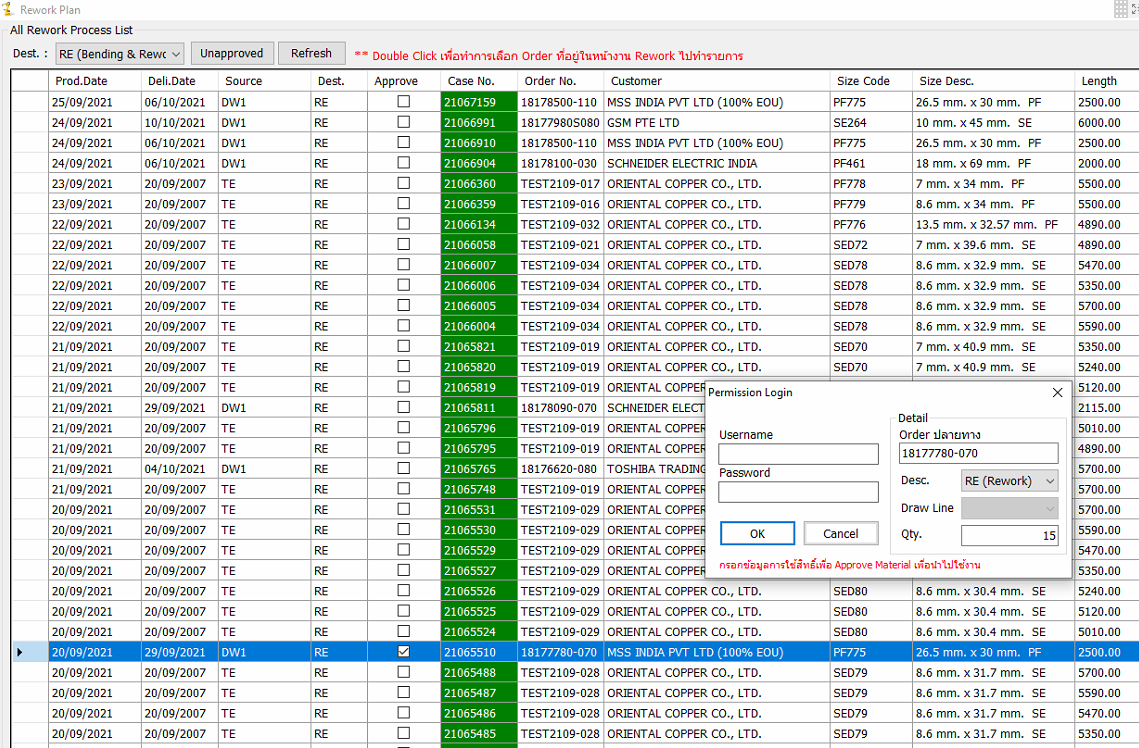 Rework Plan
All Rework Process List
Dest. : RE (Bending & Rewc Unapproved Refresh ** Double Click เพื่อทำการเลือก Order ที่อยู่ในหน้างาน Rework ไปทำรายการ
Prod.Date Deli.Date Source Dest. Approve Case No. Order No. Customer Size Code Size Desc. Length
25/09/2021 06/10/2021 DW1 RE 21067159 18178500-110 MSS INDIA PVT LTD (100% EOU) PF775 26.5 mm. x 30 mm. PF 2500.00
24/09/2021 10/10/2021 DW1 RE 21066991 18177980S080 GSM PTE LTD SE264 10 mm. x 45 mm. SE 6000.00
24/09/2021 06/10/2021 DW1 RE 21066910 18178500-110 MSS INDIA PVT LTD (100% EOU) PF775 26.5 mm. x 30 mm. PF 2500.00
24/09/2021 06/10/2021 DW1 RE 21066904 18178100-030 SCHNEIDER ELECTRIC INDIA PF461 18 mm. x 69 mm. PF 2000.00
23/09/2021 20/09/2007 TE RE 21066360 TEST2109-017 ORIENTAL COPPER CO., LTD. PF778 7 mm. x 34 mm. PF 5500.00
23/09/2021 20/09/2007 TE RE 21066359 TEST2109-016 ORIENTAL COPPER CO., LTD. PF779 8.6 mm. x 34 mm. PF 5500.00
22/09/2021 20/09/2007 TE RE 21066134 TEST2109-032 ORIENTAL COPPER CO., LTD. PF776 13.5 mm. x 32.57 mm. PF 4890.00
22/09/2021 20/09/2007 TE RE 21066058 TEST2109-021 ORIENTAL COPPER CO., LTD. SED72 7 mm. x 39.6 mm. SE 4890.00
22/09/2021 20/09/2007 TE RE 21066007 TEST2109-034 ORIENTAL COPPER CO., LTD. SED78 8.6 mm. x 32.9 mm. SE 5470.00
22/09/2021 20/09/2007 TE RE 21066006 TEST2109-034 ORIENTAL COPPER CO., LTD. SED78 8.6 mm. x 32.9 mm. SE 5350.00
22/09/2021 20/09/2007 TE RE 21066005 TEST2109-034 ORIENTAL COPPER CO., LTD. SED78 8.6 mm. x 32.9 mm. SE 5700.00
22/09/2021 20/09/2007 TE RE 21066004 TEST2109-034 ORIENTAL COPPER CO., LTD. SED78 8.6 mm. x 32.9 mm. SE 5590.00
21/09/2021 20/09/2007 TE RE 21065821 TEST2109-019 ORIENTAL COPPER CO., LTD. SED70 7 mm. x 40.9 mm. SE 5350.00
21/09/2021 20/09/2007 TE RE 21065820 TEST2109-019 ORIENTAL COPPER CO., LTD. SED70 7 mm. x 40.9 mm. SE 5240.00
21/09/2021 20/09/2007 TE RE 21065819 TEST2109-019 ORIENTAL COPPER 5120.00
21/09/2021 29/09/2021 DW1 RE 21065811 18178090-070 SCHNEIDER ELECT 2115.00
21/09/2021 20/09/2007 TE RE 21065796 TEST2109-019 ORIENTAL COPPER 5010.00
21/09/2021 20/09/2007 TE RE 21065795 TEST2109-019 ORIENTAL COPPER 4890.00
21/09/2021 04/10/2021 DW1 RE 21065765 18176620-080 TOSHIBA TRADING 5700.00
21/09/2021 20/09/2007 TE RE 21065748 TEST2109-019 ORIENTAL COPPER 5700.00
20/09/2021 20/09/2007 TE RE 21065531 TEST2109-029 ORIENTAL COPPER 5700.00
20/09/2021 20/09/2007 TE RE 21065530 TEST2109-029 ORIENTAL COPPER 5590.00
20/09/2021 20/09/2007 TE RE 21065529 TEST2109-029 ORIENTAL COPPER 5470.00
20/09/2021 20/09/2007 TE RE 21065527 TEST2109-029 ORIENTAL COPPER 5350.00
20/09/2021 20/09/2007 TE RE 21065526 TEST2109-029 ORIENTAL COPPER CO., LTD. SED80 8.6 mm. x 30.4 mm. SE 5240.00
20/09/2021 20/09/2007 TE RE 21065525 TEST2109-029 ORIENTAL COPPER CO., LTD. SED80 8.6 mm. x 30.4 mm. SE 5120.00
20/09/2021 20/09/2007 TE RE 21065524 TEST2109-029 ORIENTAL COPPER CO., LTD. SED80 8.6 mm. x 30.4 mm. SE 5010.00
20/09/2021 29/09/2021 DW1 RE 21065510 18177780-070 MSS INDIA PVT LTD (100% EOU) PF775 26.5 mm. x 30 mm. PF 2500.00
20/09/2021 20/09/2007 TE RE 21065488 TEST2109-028 ORIENTAL COPPER CO., LTD. SED79 8.6 mm. x 31.7 mm. SE 5700.00
20/09/2021 20/09/2007 TE RE 21065487 TEST2109-028 ORIENTAL COPPER CO., LTD. SED79 8.6 mm. x 31.7 mm. SE 5590.00
20/09/2021 20/09/2007 TE RE 21065486 TEST2109-028 ORIENTAL COPPER CO., LTD. SED79 8.6 mm. x 31.7 mm. SE 5470.00
20/09/2021 20/09/2007 TE RE 21065485 TEST2109-028 ORIENTAL COPPER CO., LTD. SED79 8.6 mm. x 31.7 mm. SE 5350.00
Permission Login
Username
Password
OK Cancel
Detail
Order ปลายทาง
18177780-070
Desc. RE (Rework)
Draw Line
Qty. 15
กรอกข้อมูลการใช้สิทธิ์เพื่อ Approve Material เพื่อนำไปใช้งาน